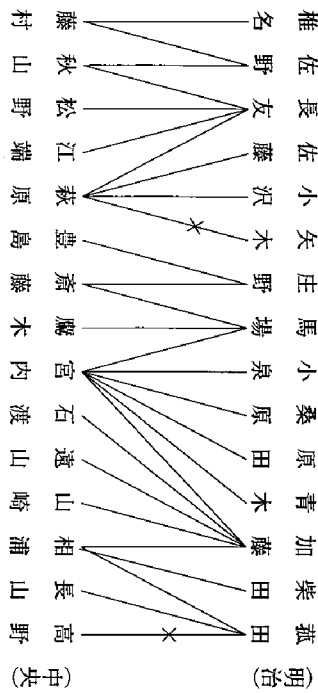 (明治)
菰田
柴田
加藤
青木
原田
桑原
小泉
馬場
庄野
矢木
小沢
佐藤
長友
佐野
椎名
(中央)
高野
長山
相浦
山崎
遠山
石渡
宮内
木
斎藤
豊島
萩原
江端
松野
秋山
藤村